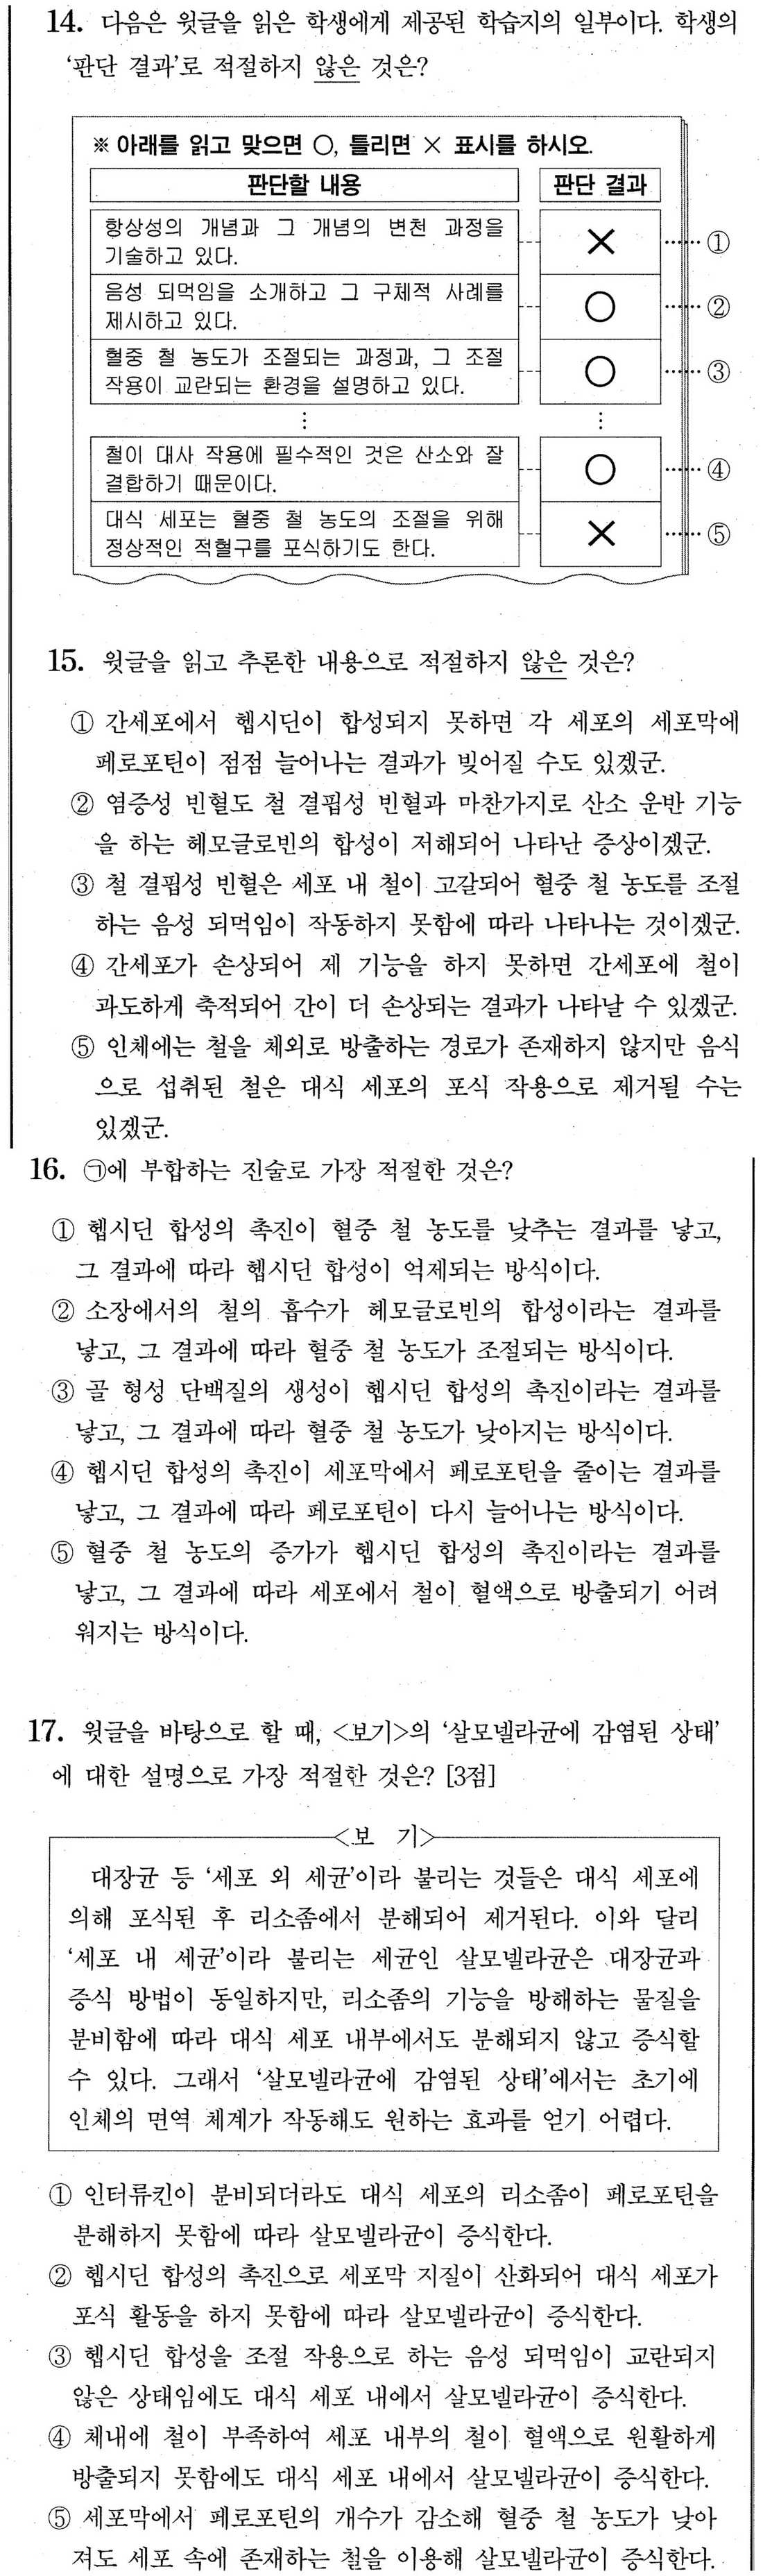 14. 다음은 윗글을 읽은 학생에게 제공된 학습지의 일부이다. 학생의
‘판단 결과’로 적절하지 않은 것은?
※ 아래를 읽고 맞으면 ○, 틀리면 × 표시를 하시오.
판단할 내용 판단 결과
항상성의 개념과 그 개념의 변천 과정을
기술하고 있다. × …… ①
음성 되먹임을 소개하고 그 구체적 사례를
제시하고 있다. ○ …… ②
혈중 철 농도가 조절되는 과정과, 그 조절
작용이 교란되는 환경을 설명하고 있다. ○ …… ③
⋮ ⋮
철이 대사 작용에 필수적인 것은 산소와 잘
결합하기 때문이다. ○ …… ④
대식 세포는 혈중 철 농도의 조절을 위해
정상적인 적혈구를 포식하기도 한다. × …… ⑤
15. 윗글을 읽고 추론한 내용으로 적절하지 않은 것은?
① 간세포에서 헵시딘이 합성되지 못하면 각 세포의 세포막에
페로포틴이 점점 늘어나는 결과가 빚어질 수도 있겠군.
② 염증성 빈혈도 철 결핍성 빈혈과 마찬가지로 산소 운반 기능
을 하는 헤모글로빈의 합성이 저해되어 나타난 증상이겠군.
③ 철 결핍성 빈혈은 세포 내 철이 고갈되어 혈중 철 농도를 조절
하는 음성 되먹임이 작동하지 못함에 따라 나타나는 것이겠군.
④ 간세포가 손상되어 제 기능을 하지 못하면 간세포에 철이
과도하게 축적되어 간이 더 손상되는 결과가 나타날 수 있겠군.
⑤ 인체에는 철을 체외로 방출하는 경로가 존재하지 않지만 음식
으로 섭취된 철은 대식 세포의 포식 작용으로 제거될 수는
있겠군.
16. ㉠에 부합하는 진술로 가장 적절한 것은?
① 헵시딘 합성의 촉진이 혈중 철 농도를 낮추는 결과를 낳고,
그 결과에 따라 헵시딘 합성이 억제되는 방식이다.
② 소장에서의 철의 흡수가 헤모글로빈의 합성이라는 결과를
낳고, 그 결과에 따라 혈중 철 농도가 조절되는 방식이다.
③ 골 형성 단백질의 생성이 헵시딘 합성의 촉진이라는 결과를
낳고, 그 결과에 따라 혈중 철 농도가 낮아지는 방식이다.
④ 헵시딘 합성의 촉진이 세포막에서 페로포틴을 줄이는 결과를
낳고, 그 결과에 따라 페로포틴이 다시 늘어나는 방식이다.
⑤ 혈중 철 농도의 증가가 헵시딘 합성의 촉진이라는 결과를
낳고, 그 결과에 따라 세포에서 철이 혈액으로 방출되기 어려
워지는 방식이다.
17. 윗글을 바탕으로 할 때, <보기>의 ‘살모넬라균에 감염된 상태’
에 대한 설명으로 가장 적절한 것은? [3점]
<보 기>
대장균 등 ‘세포 외 세균’이라 불리는 것들은 대식 세포에
의해 포식된 후 리소좀에서 분해되어 제거된다. 이와 달리
‘세포 내 세균’이라 불리는 세균인 살모넬라균은 대장균과
증식 방법이 동일하지만, 리소좀의 기능을 방해하는 물질을
분비함에 따라 대식 세포 내부에서도 분해되지 않고 증식할
수 있다. 그래서 ‘살모넬라균에 감염된 상태’에서는 초기에
인체의 면역 체계가 작동해도 원하는 효과를 얻기 어렵다.
① 인터류킨이 분비되더라도 대식 세포의 리소좀이 페로포틴을
분해하지 못함에 따라 살모넬라균이 증식한다.
② 헵시딘 합성의 촉진으로 세포막 지질이 산화되어 대식 세포가
포식 활동을 하지 못함에 따라 살모넬라균이 증식한다.
③ 헵시딘 합성을 조절 작용으로 하는 음성 되먹임이 교란되지
않은 상태임에도 대식 세포 내에서 살모넬라균이 증식한다.
④ 체내에 철이 부족하여 세포 내부의 철이 혈액으로 원활하게
방출되지 못함에도 대식 세포 내에서 살모넬라균이 증식한다.
⑤ 세포막에서 페로포틴의 개수가 감소해 혈중 철 농도가 낮아
져도 세포 속에 존재하는 철을 이용해 살모넬라균이 증식한다.